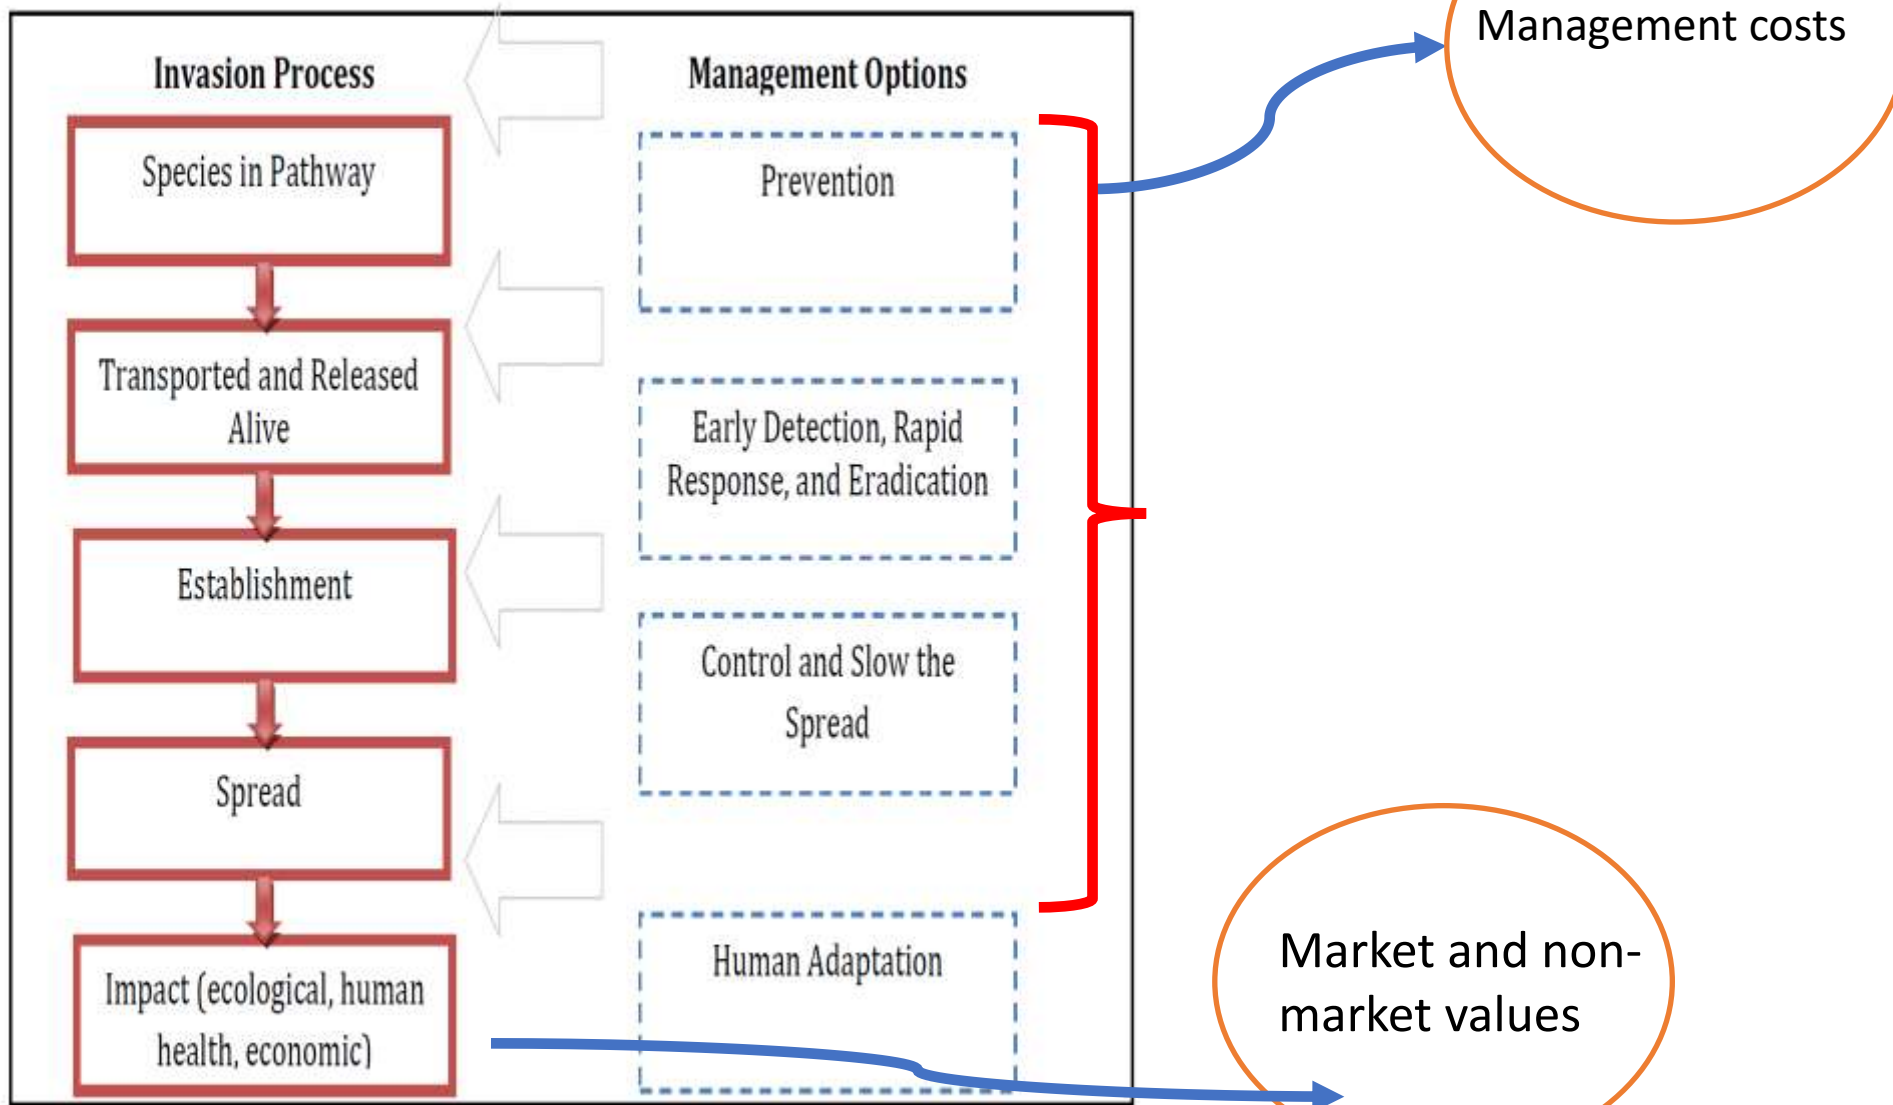 Invasion Process
Management Options
Management costs
Species in Pathway
Prevention
Transported and Released
Alive
Early Detection, Rapid
Response, and Eradication
Establishment
Control and Slow the
Spread
Spread
Human Adaptation
Impact (ecological, human
health, economic)
Market and non-
market values